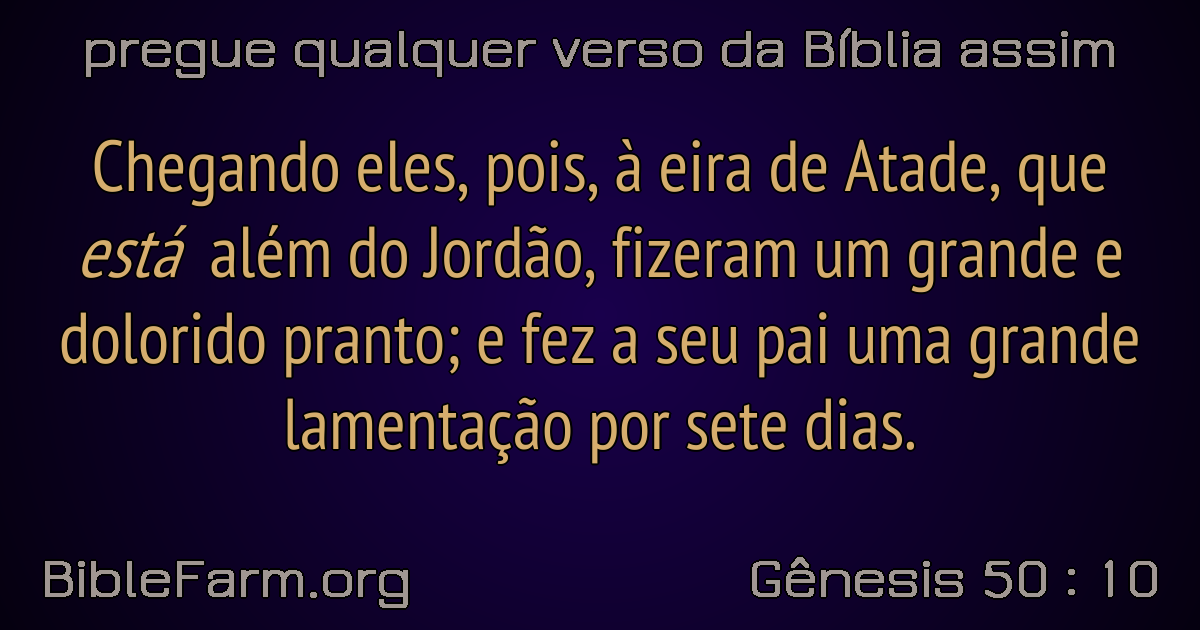 pregue qualquer verso da Bíblia assim
Chegando eles, pois, à eira de Atade, que
está além do Jordão, fizeram um grande e
dolorido pranto; e fez a seu pai uma grande
lamentação por sete dias.
BibleFarm.org
Gênesis 50 : 10